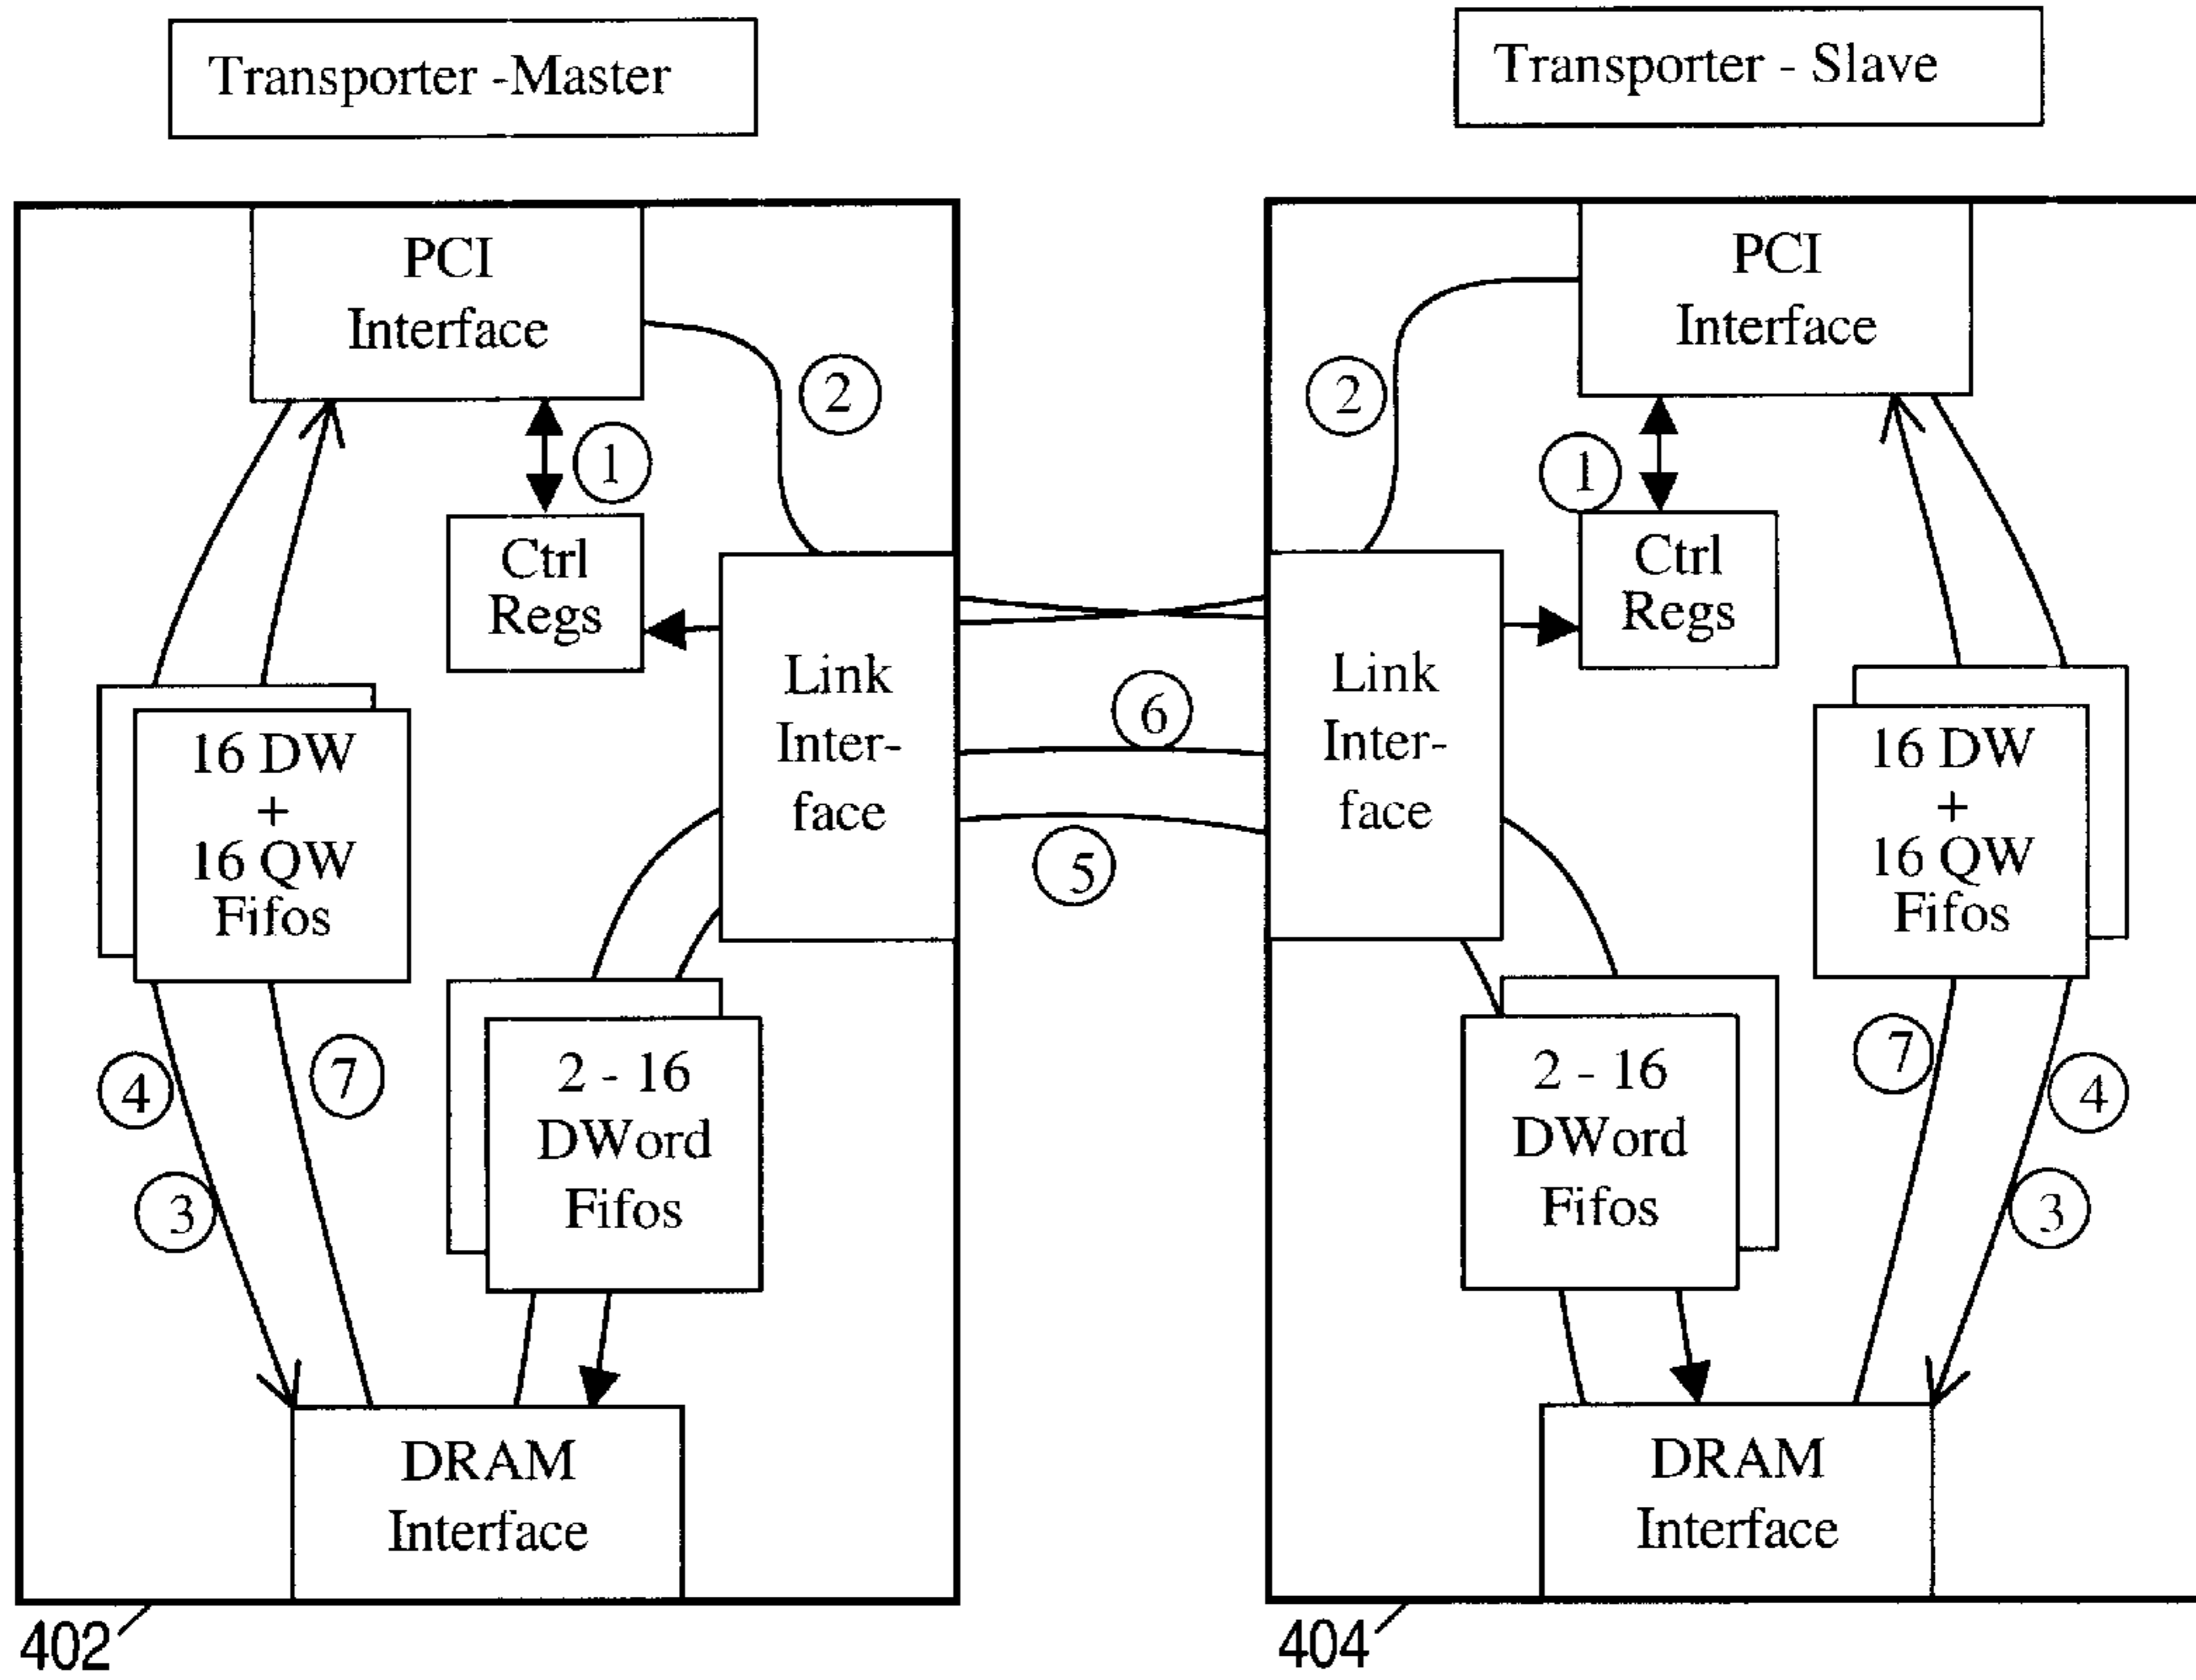 Transporter -Master
Transporter - Slave
PCI
Interface
2
1
Ctrl
Regs
Link
Inter-
face
16 DW
+
16 QW
Fifos
4
7
3
2 - 16
DWord
Fifos
DRAM
Interface
402
6
5
PCI
Interface
2
1
Ctrl
Regs
Link
Inter-
face
16 DW
+
16 QW
Fifos
7
4
3
2 - 16
DWord
Fifos
DRAM
Interface
404